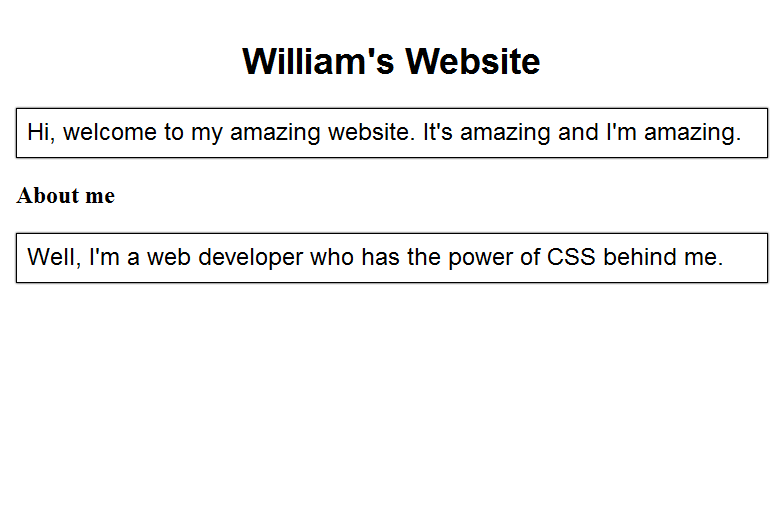 William's Website
Hi, welcome to my amazing website. It's amazing and I'm amazing.
About me
Well, I'm a web developer who has the power of CSS behind me.